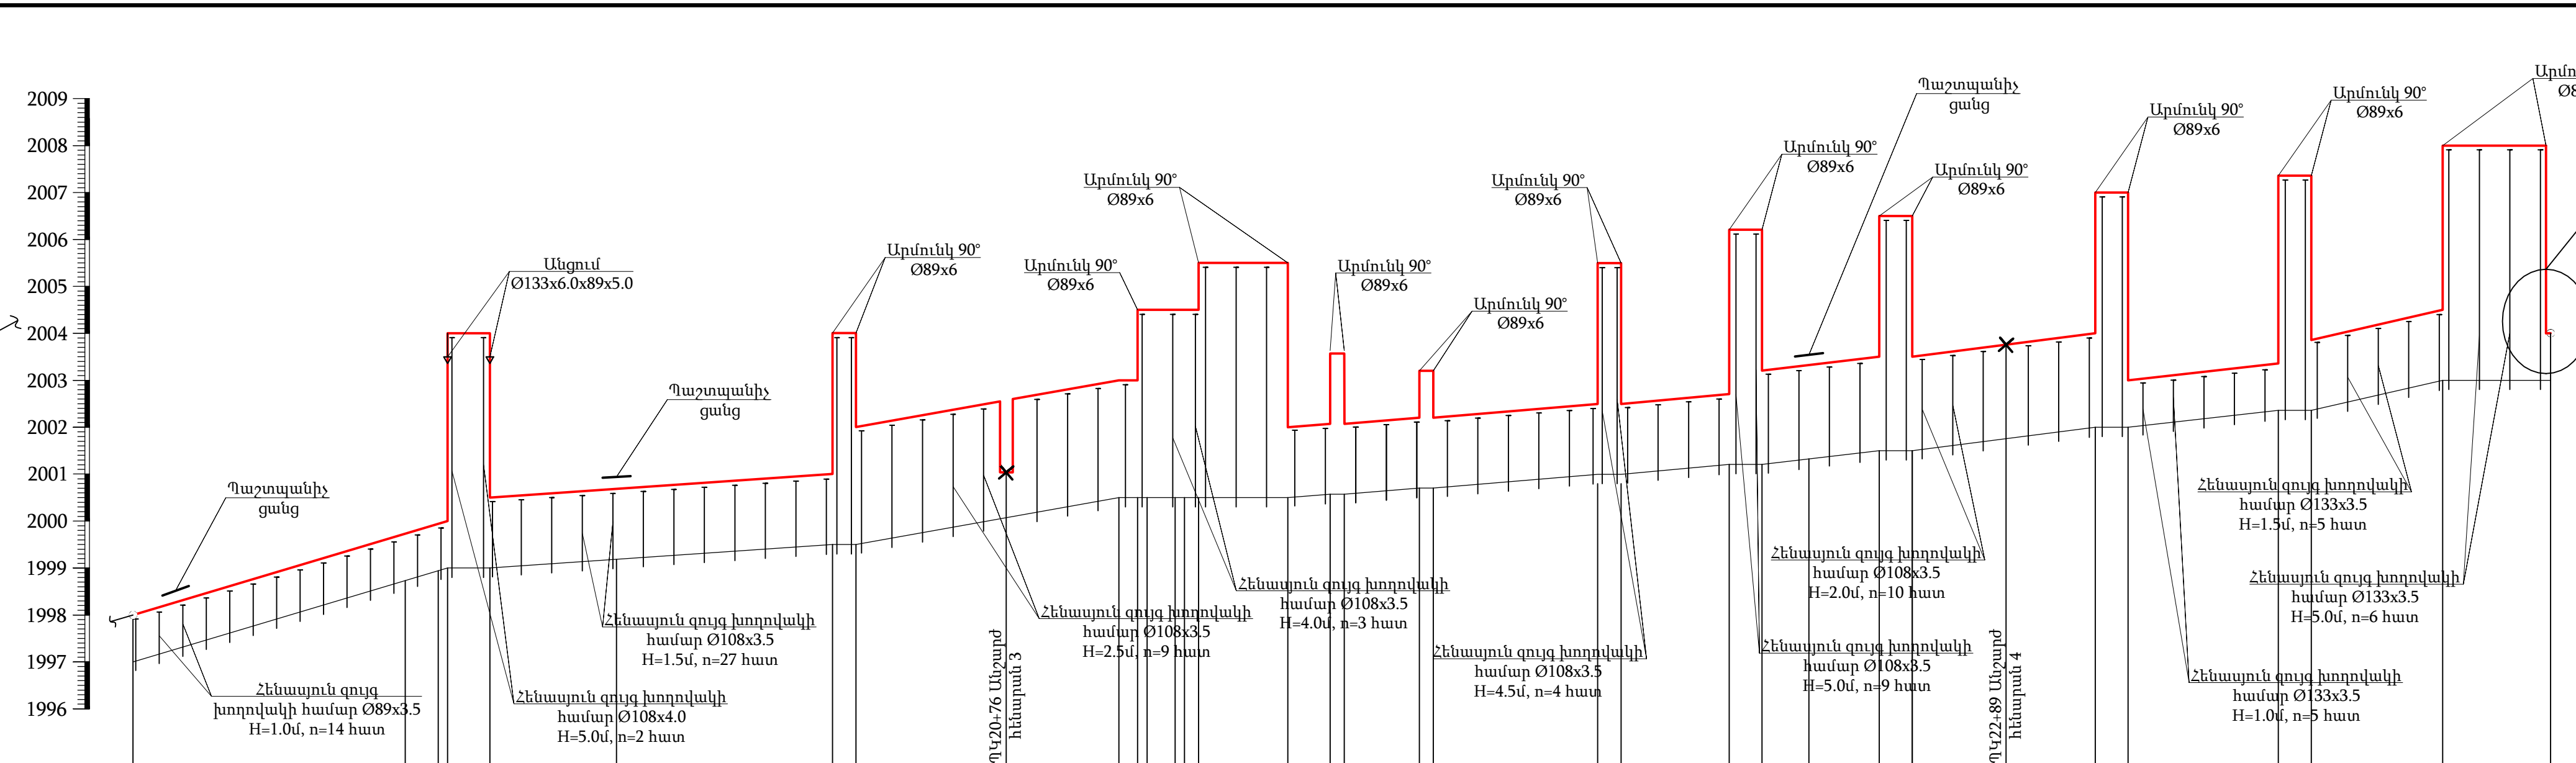 2009
2008
2007
2006
2005
2004
2003
2002
2001
2000
1999
1998
1997
1996
Պաշտպանիչ
ցանց
Հենասյուն զույգ
խողովակի համար Ø89x3.5
H=1.0մ, n=14 հատ
Անցում
Ø133x6.0x89x5.0
Հենասյուն զույգ խողովակի
համար Ø108x4.0
H=5.0մ, n=2 հատ
Պաշտպանիչ
ցանց
Հենասյուն զույգ խողովակի
համար Ø108x3.5
H=1.5մ, n=27 հատ
Արմունկ 90°
Ø89x6
ՊԿ20+76 Անշարժ
հենարան 3
Արմունկ 90°
Ø89x6
Արմունկ 90°
Ø89x6
Հենասյուն զույգ խողովակի
համար Ø108x3.5
H=2.5մ, n=9 հատ
Հենասյուն զույգ խողովակի
համար Ø108x3.5
H=4.0մ, n=3 հատ
Արմունկ 90°
Ø89x6
Արմունկ 90°
Ø89x6
Արմունկ 90°
Ø89x6
Հենասյուն զույգ խողովակի
համար Ø108x3.5
H=4.5մ, n=4 հատ
Արմունկ 90°
Ø89x6
Պաշտպանիչ
ցանց
Արմունկ 90°
Ø89x6
Հենասյուն զույգ խողովակի
համար Ø108x3.5
H=2.0մ, n=10 հատ
Հենասյուն զույգ խողովակի
համար Ø108x3.5
H=5.0մ, n=9 հատ
ՊԿ22+89 Անշարժ
հենարան 4
Արմունկ 90°
Ø89x6
Արմունկ 90°
Ø89x6
Հենասյուն զույգ խողովակի
համար Ø133x3.5
H=1.5մ, n=5 հատ
Հենասյուն զույգ խողովակի
համար Ø133x3.5
H=5.0մ, n=6 հատ
Հենասյուն զույգ խողովակի
համար Ø133x3.5
H=1.0մ, n=5 հատ